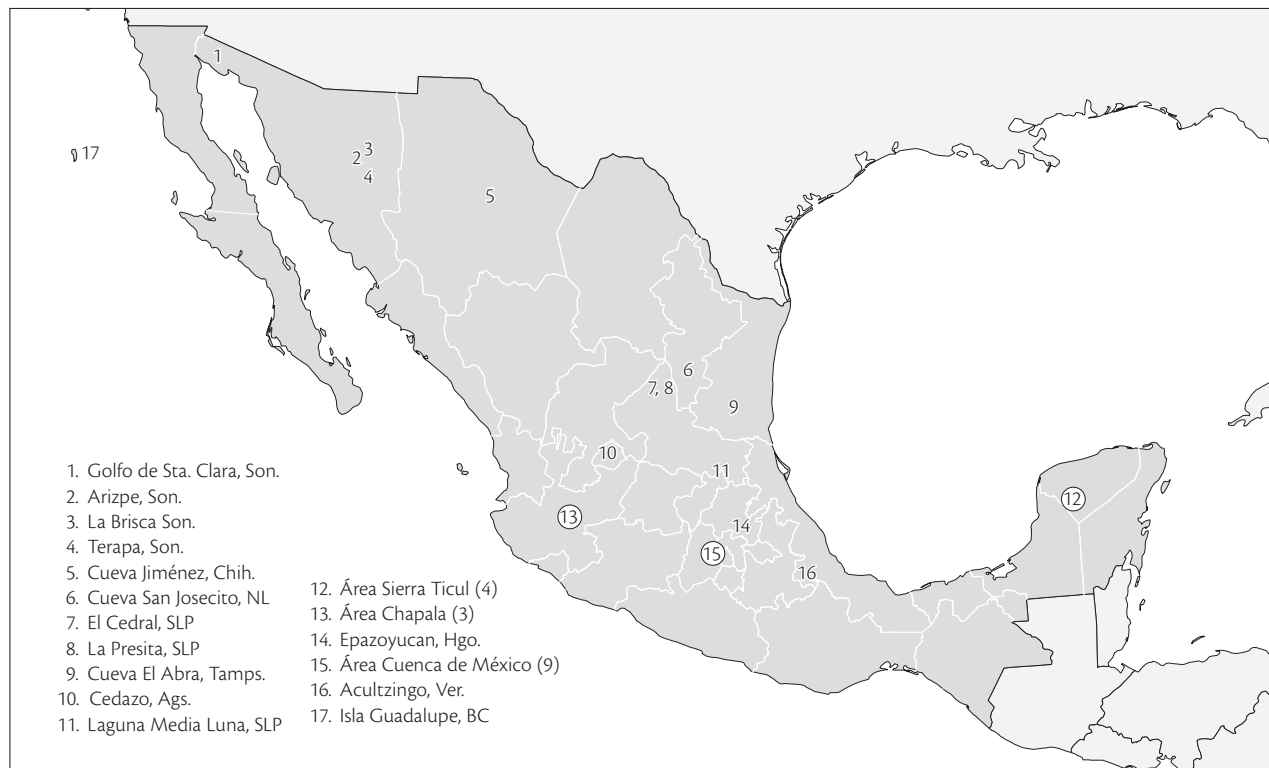 1
17
3
2
4
5
6
7, 8
9
10
11
12
13
14
15
16
1. Golfo de Sta. Clara, Son.
2. Arizpe, Son.
3. La Brisca Son.
4. Terapa, Son.
5. Cueva Jiménez, Chih.
6. Cueva San Josecito, NL
7. El Cedral, SLP
8. La Presita, SLP
9. Cueva El Abra, Tamps.
10. Cedazo, Ags.
11. Laguna Media Luna, SLP
12. Área Sierra Ticul (4)
13. Área Chapala (3)
14. Epazoyucan, Hgo.
15. Área Cuenca de México (9)
16. Acultzingo, Ver.
17. Isla Guadalupe, BC